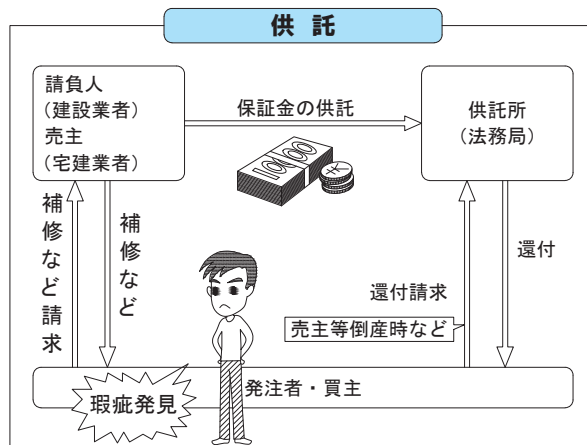 供託
請負人
（建設業者）
売主
（宅建業者）
保証金の供託
供託所
（法務局）
補修など請求
補修など
還付請求
売主等倒産時など
還付
瑕疵発見
発注者・買主